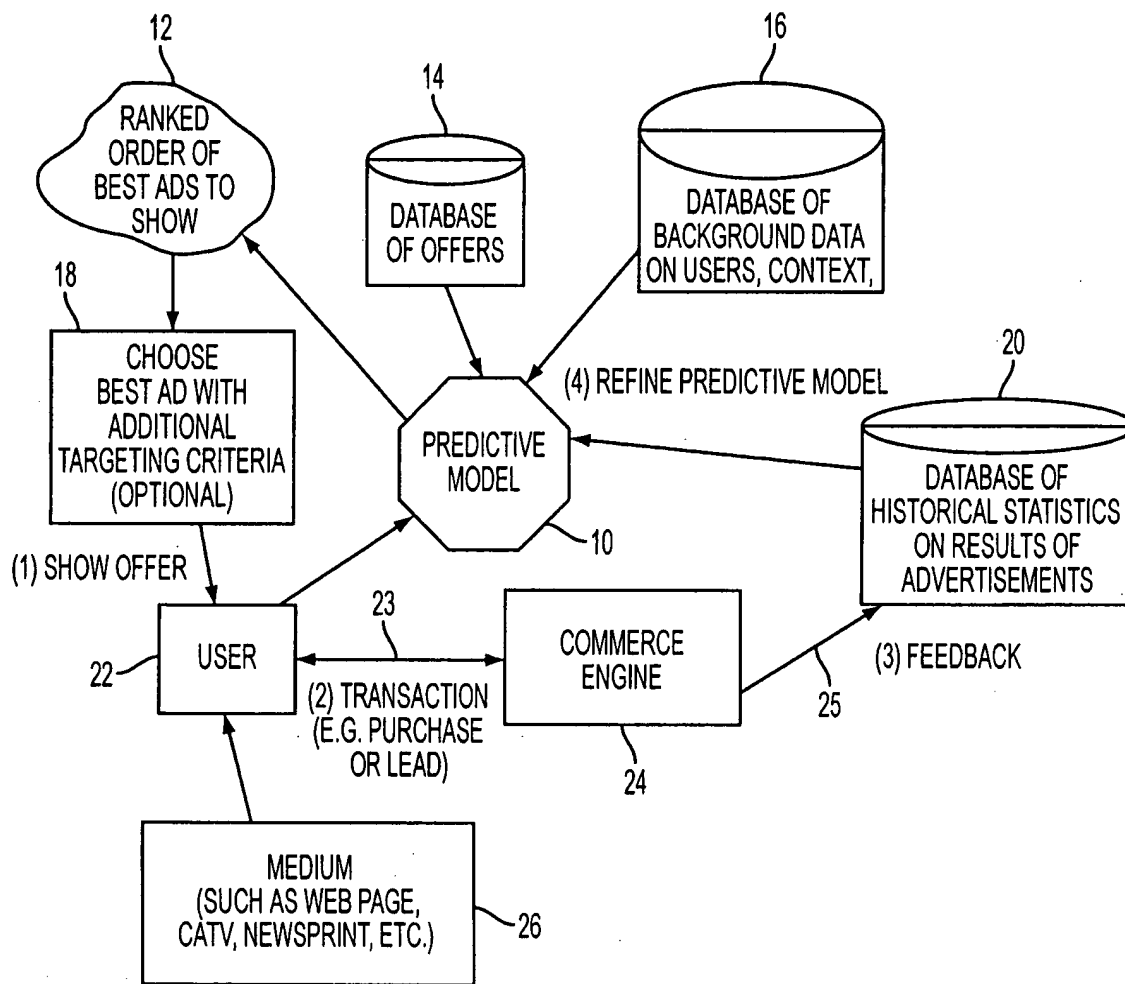 12
RANKED
ORDER OF
BEST ADS TO
SHOW
14
DATABASE
OF OFFERS
16
DATABASE OF
BACKGROUND DATA
ON USERS, CONTEXT,
18
CHOOSE
BEST AD WITH
ADDITIONAL
TARGETING CRITERIA
(OPTIONAL)
PREDICTIVE
MODEL
10
(4) REFINE PREDICTIVE MODEL
20
DATABASE OF
HISTORICAL STATISTICS
ON RESULTS OF
ADVERTISEMENTS
(1) SHOW OFFER
USER
22
23
(2) TRANSACTION
(E.G. PURCHASE
OR LEAD)
COMMERCE
ENGINE
24
25
(3) FEEDBACK
MEDIUM
(SUCH AS WEB PAGE,
CATV, NEWSPRINT, ETC.)
26